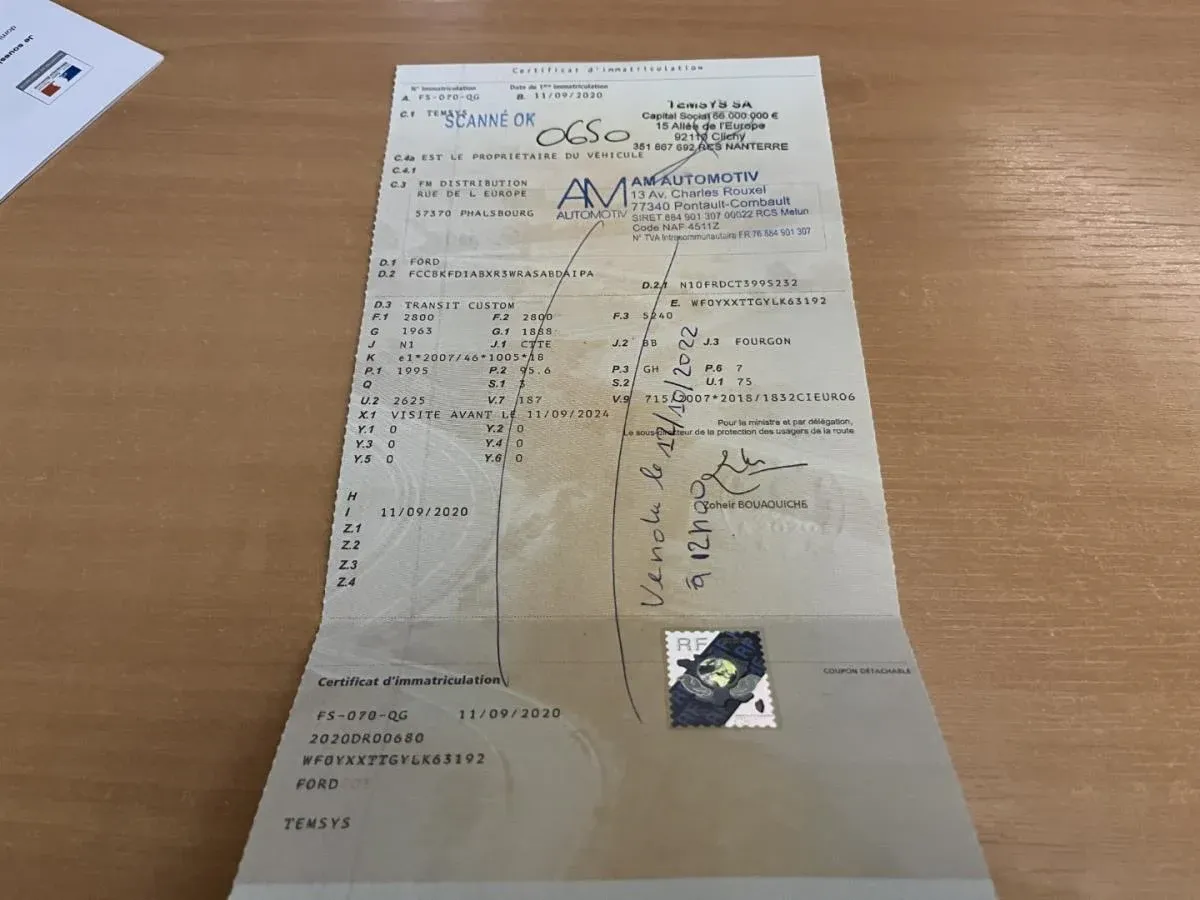 Certificat d'immatriculation
N° Immatriculation Date de 1ère immatriculation
A. FS-070-QG B. 11/09/2020
C.1 TEMSYS
SCANNÉ OK
0650
TEMSYS SA
Capital Social 66 000 000 €
15 Allée de l'Europe
92110 Clichy
351 867 692 RCS NANTERRE
C.4a EST LE PROPRIÉTAIRE DU VÉHICULE
C.4.1
C.3 FM DISTRIBUTION
RUE DE L EUROPE
57370 PHALSBOURG
AM
AUTOMOTIV
AM AUTOMOTIV
13 Av. Charles Rouxel
77340 Pontault-Combault
SIRET 884 901 307 00022 RCS Melun
Code NAF 4511Z
N° TVA Intracommunautaire FR 76 884 901 307
D.1 FORD
D.2 FCCBKFD1ABXR3WRASABDAIPA
D.2.1 N10FRDCT399S232
D.3 TRANSIT CUSTOM E. WF0YXXTTGYLK63192
F.1 2800 F.2 2800 F.3 5240
G 1963 G.1 1888
J N1 J.1 CTTE J.2 BB J.3 FOURGON
K e1*2007/46*1005*18
P.1 1995 P.2 95.6 P.3 GH P.6 7
Q S.1 3 S.2 U.1 75
U.2 2625 V.7 187 V.9 715/2007*2018/1832CIEURO6
X.1 VISITE AVANT LE 11/09/2024
Y.1 0 Y.2 0
Y.3 0 Y.4 0
Y.5 0 Y.6 0
Pour la ministre et par délégation,
Le sous-directeur de la protection des usagers de la route
Zoheir BOUAOUICHE
Vendu le 12/10/2022
à 12h00
H
I 11/09/2020
Z.1
Z.2
Z.3
Z.4
RF
COUPON DÉTACHABLE
Certificat d'immatriculation
FS-070-QG 11/09/2020
2020DR00680
WF0YXXTTGYLK63192
FORD
TEMSYS